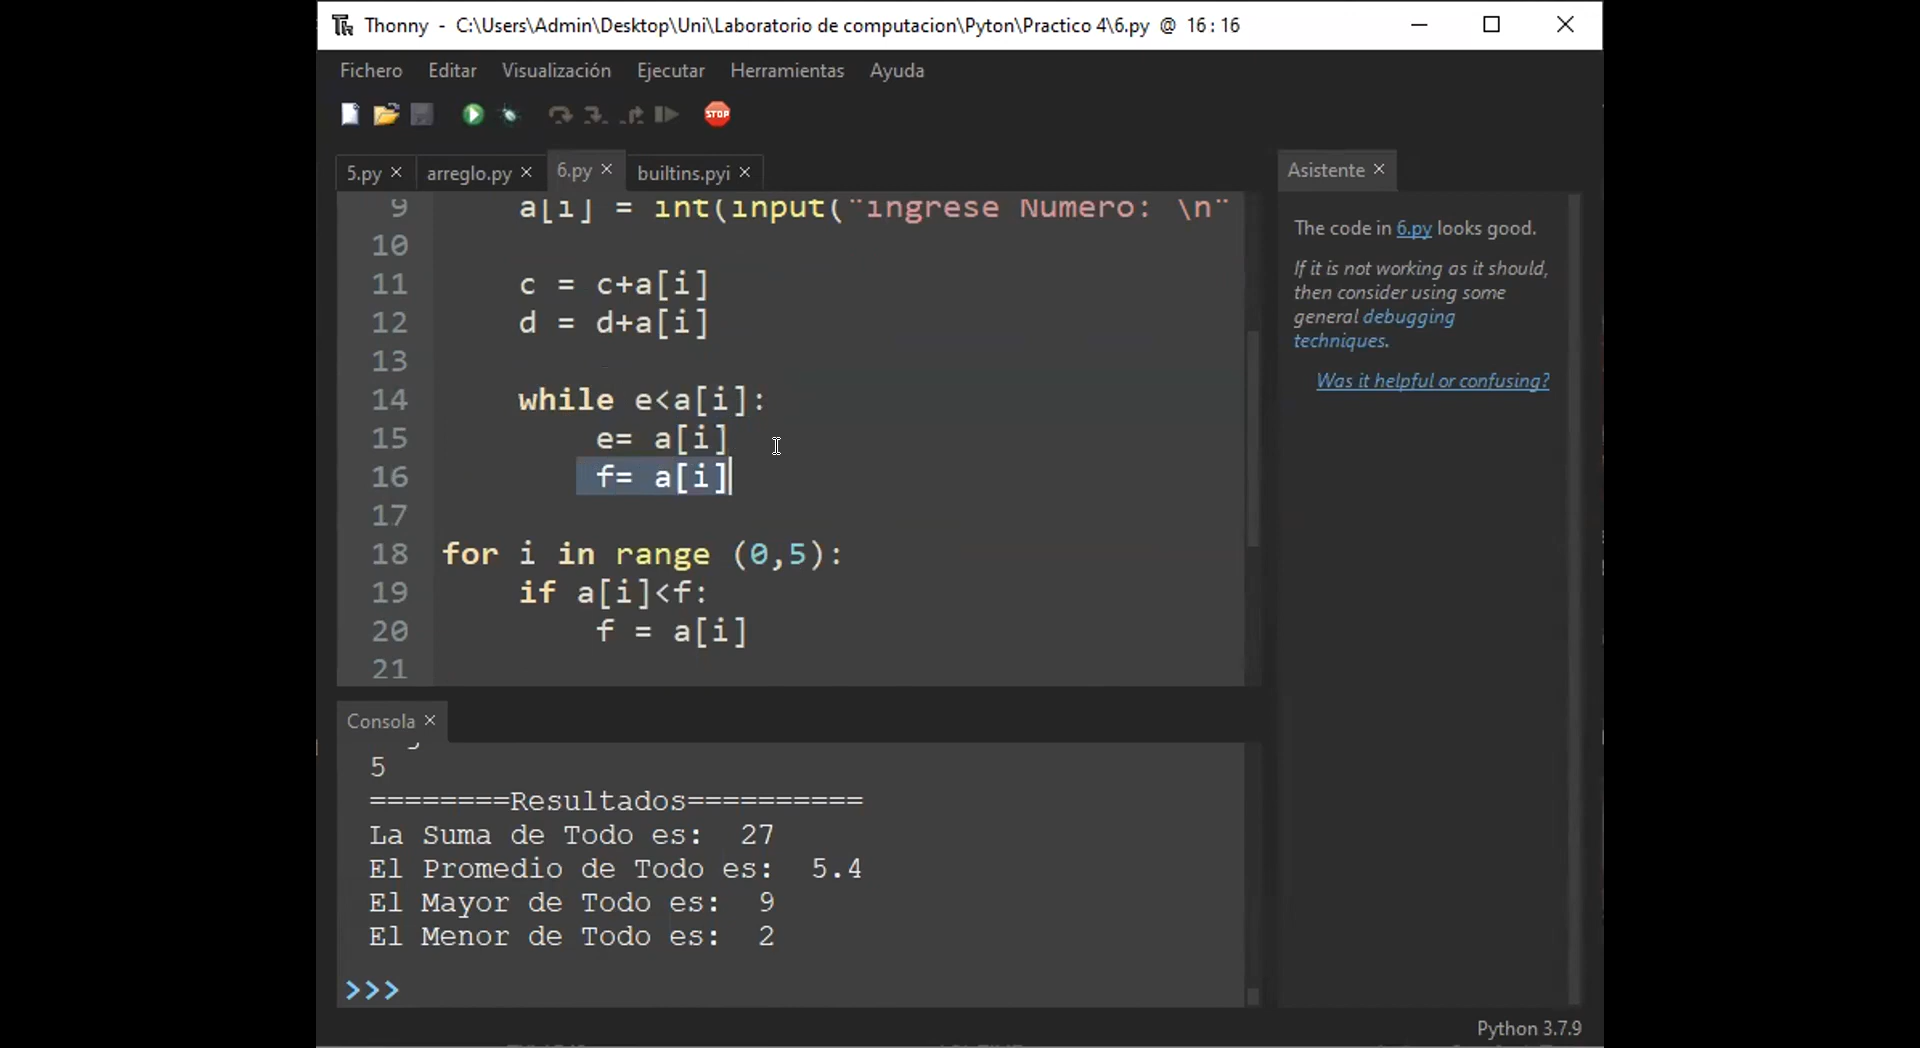 Thonny - C:\Users\Admin\Desktop\Uni\Laboratorio de computacion\Pyton\Practico 4\6.py @ 16:16
Fichero Editar Visualización Ejecutar Herramientas Ayuda
STOP
5.py × arreglo.py × 6.py × builtins.pyi ×
9 a[i] = int(input("ingrese Numero: \n"
10
11 c = c+a[i]
12 d = d+a[i]
13
14 while e<a[i]:
15 e= a[i]
16 f= a[i]
17
18 for i in range (0,5):
19 if a[i]<f:
20 f = a[i]
21
Consola ×
5
========Resultados==========
La Suma de Todo es: 27
El Promedio de Todo es: 5.4
El Mayor de Todo es: 9
El Menor de Todo es: 2
>>>
Asistente ×
The code in 6.py looks good.
If it is not working as it should,
then consider using some
general debugging
techniques.
Was it helpful or confusing?
Python 3.7.9